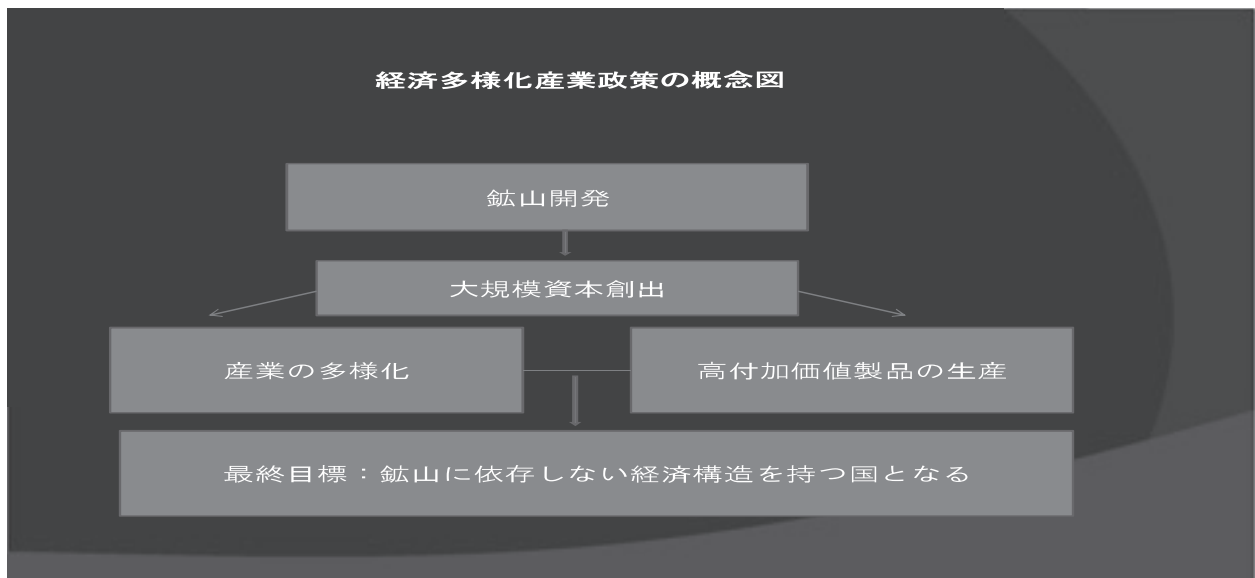 経済多様化産業政策の概念図
鉱山開発
大規模資本創出
産業の多様化
高付加価値製品の生産
最終目標：鉱山に依存しない経済構造を持つ国となる